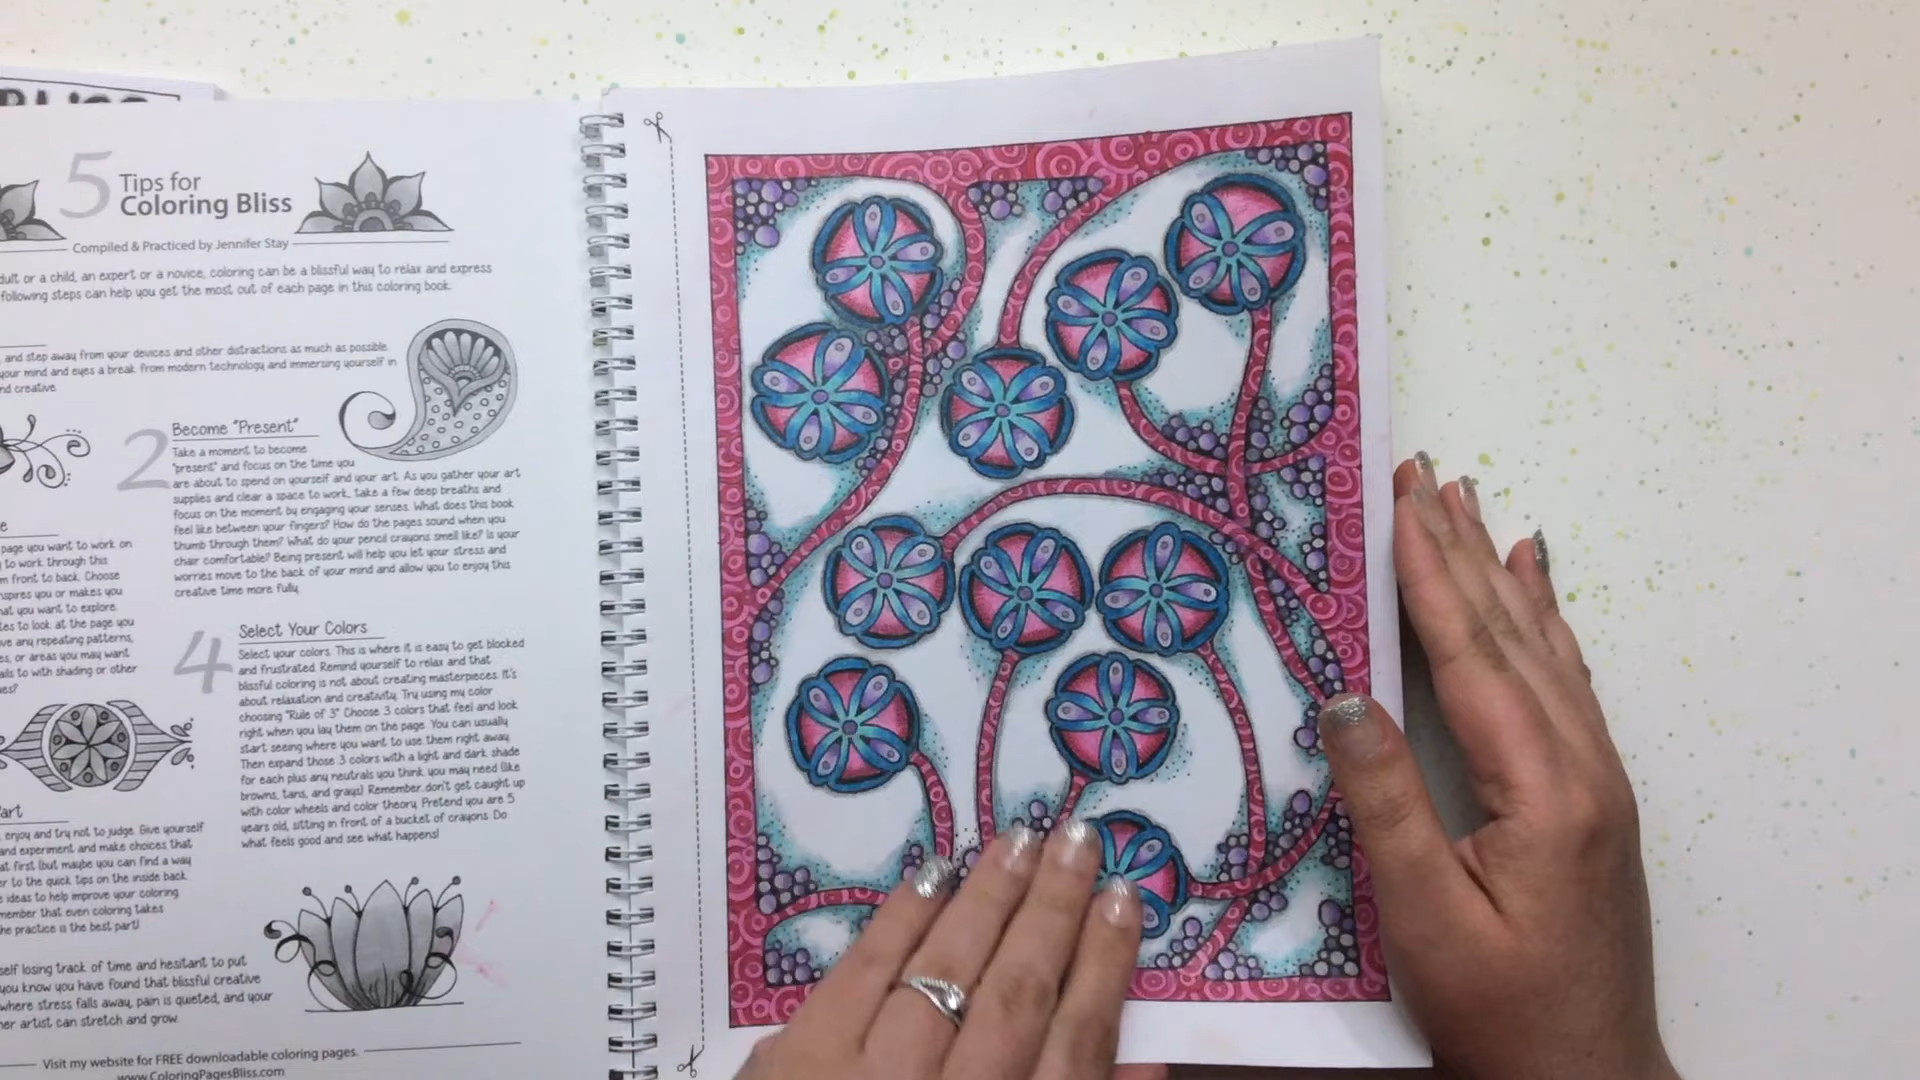 5 Tips for
Coloring Bliss
Compiled & Practiced by Jennifer Stay
or a child, an expert or a novice, coloring can be a blissful way to relax and express
following steps can help you get the most out of each page in this coloring book.
and step away from your devices and other distractions as much as possible.
your mind and eyes a break from modern technology and immersing yourself in
creative.
2 Become "Present"
Take a moment to become
"present" and focus on the time you
are about to spend on yourself and your art. As you gather your art
supplies and clear a space to work, take a few deep breaths and
focus on the moment by engaging your senses. What does this book
feel like between your fingers? How do the pages sound when you
thumb through them? What do your pencil crayons smell like? Is your
chair comfortable? Being present will help you let your stress and
worries move to the back of your mind and allow you to enjoy this
creative time more fully.
page you want to work on
to work through this
front to back. Choose
inspires you or makes you
you want to explore.
to look at the page you
any repeating patterns,
or areas you may want
to with shading or other
4 Select Your Colors
Select your colors. This is where it is easy to get blocked
and frustrated. Remind yourself to relax and that
blissful coloring is not about creating masterpieces. It's
about relaxation and creativity. Try using my color
choosing "Rule of 3" Choose 3 colors that feel and look
right when you lay them on the page. You can usually
start seeing where you want to use them right away.
Then expand those 3 colors with a light and dark shade
for each plus any neutrals you think you may need (like
browns, tans, and grays). Remember don't get caught up
with color wheels and color theory. Pretend you are 5
years old, sitting in front of a bucket of crayons. Do
what feels good and see what happens!
enjoy and try not to judge. Give yourself
and experiment and make choices that
at first (but maybe you can find a way
to the quick tips on the inside back
ideas to help improve your coloring
remember that even coloring takes
the practice is the best part!
losing track of time and hesitant to put
you know you have found that blissful creative
where stress falls away, pain is quieted, and your
artist can stretch and grow.
Visit my website for FREE downloadable coloring pages.
www.ColoringPagesBliss.com